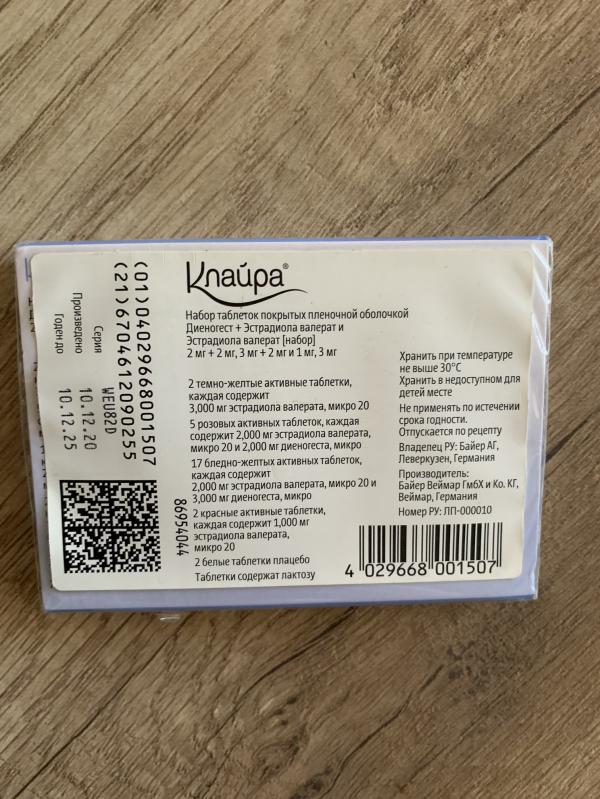 Клайра®
Набор таблеток покрытых пленочной оболочкой
Диеногест + Эстрадиола валерат и
Эстрадиола валерат [набор]
2 мг + 2 мг, 3 мг + 2 мг и 1 мг, 3 мг
2 темно-желтые активные таблетки,
каждая содержит
3,000 мг эстрадиола валерата, микро 20
5 розовых активных таблеток, каждая
содержит 2,000 мг эстрадиола валерата,
микро 20 и 2,000 мг диеногеста, микро
17 бледно-желтых активных таблеток,
каждая содержит
2,000 мг эстрадиола валерата, микро 20 и
3,000 мг диеногеста, микро
2 красные активные таблетки,
каждая содержит 1,000 мг
эстрадиола валерата,
микро 20
2 белые таблетки плацебо
Таблетки содержат лактозу
Хранить при температуре
не выше 30°C
Хранить в недоступном для
детей месте
Не применять по истечении
срока годности.
Отпускается по рецепту
Владелец РУ: Байер АГ,
Леверкузен, Германия
Производитель:
Байер Веймар ГмбХ и Ко. КГ,
Веймар, Германия
Номер РУ: ЛП-000010
4 029668 001507
86954044
(01)04029668001507
(21)6704612090255
Серия WEU82D
Произведено 10.12.20
Годен до 10.12.25